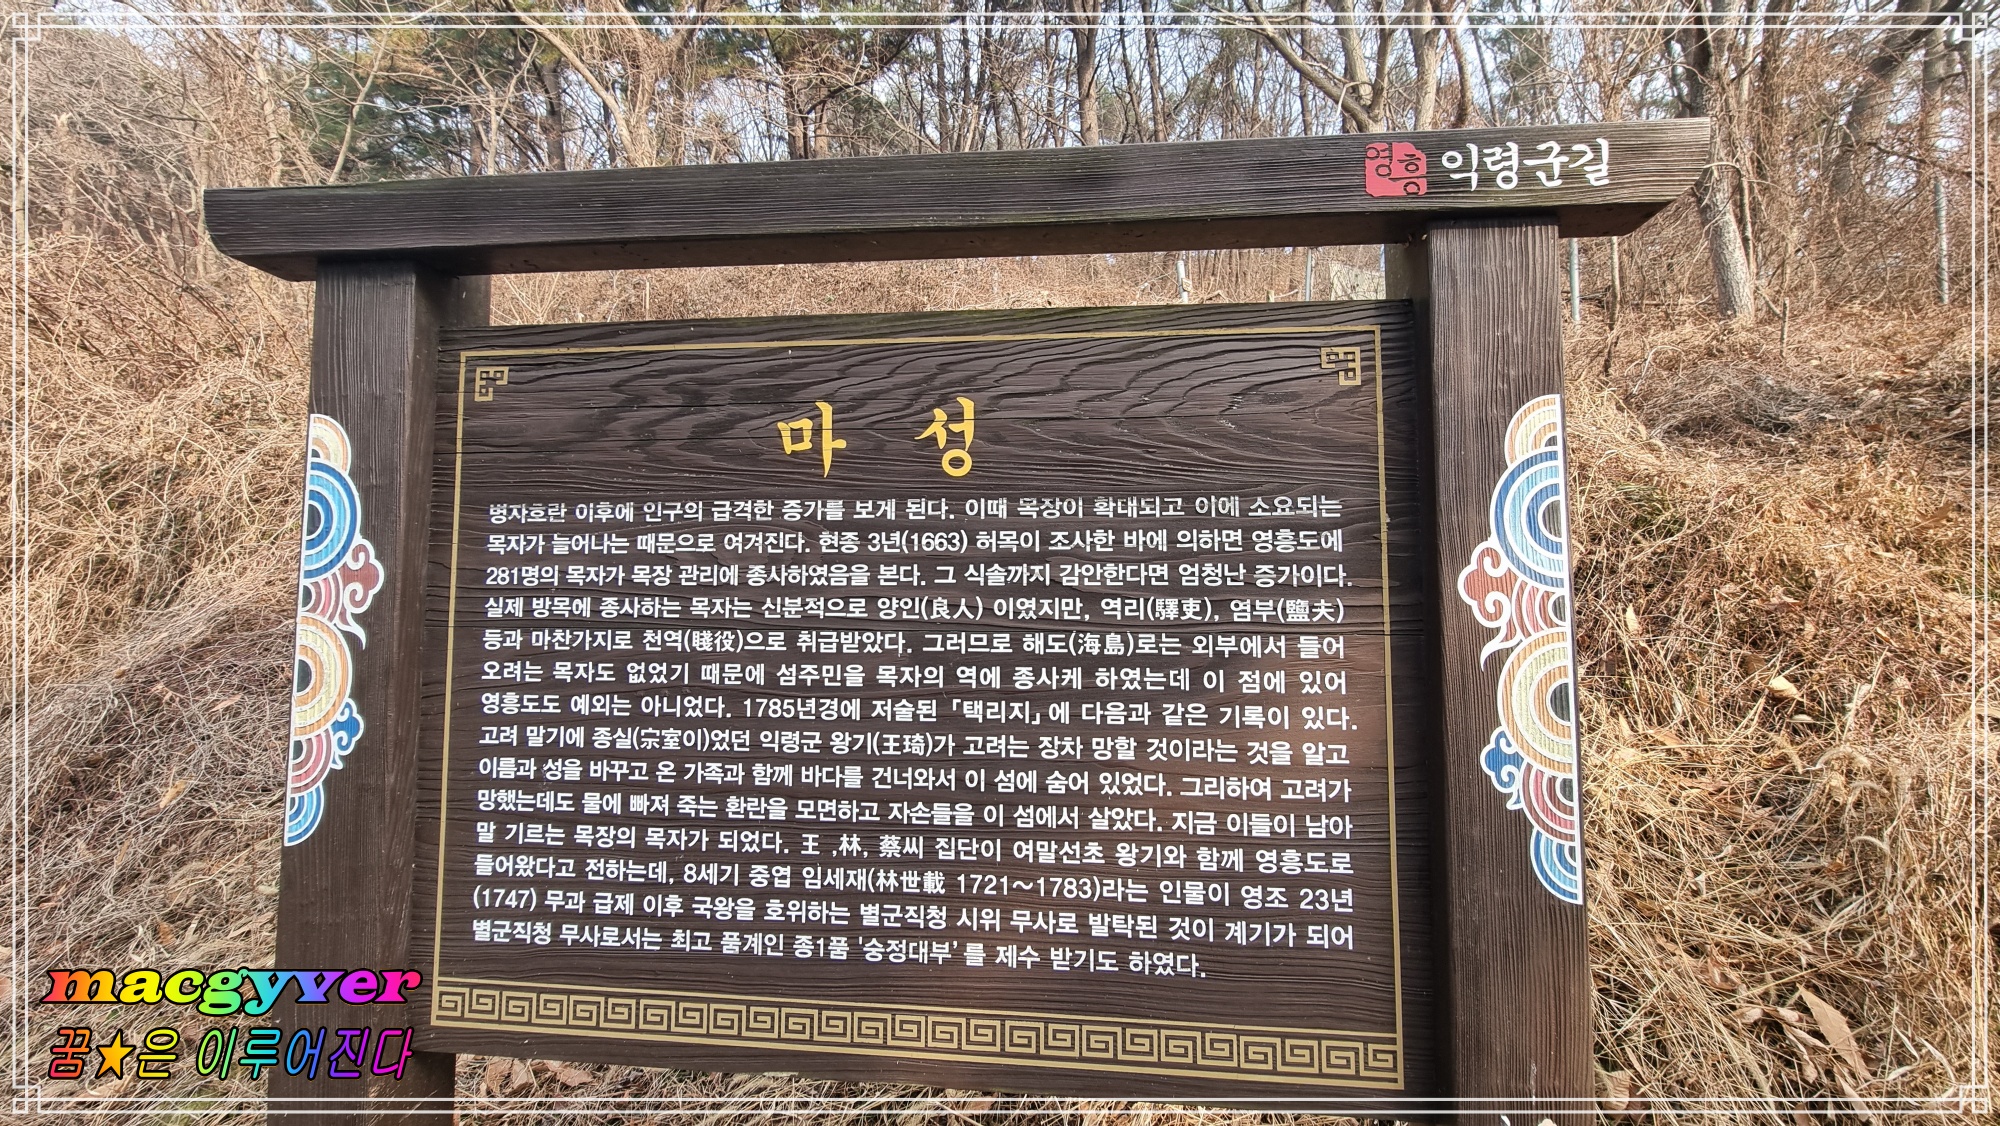 영흥 익령군길
마 성
병자호란 이후에 인구의 급격한 증가를 보게 된다. 이때 목장이 확대되고 이에 소요되는
목자가 늘어나는 때문으로 여겨진다. 현종 3년(1663) 허목이 조사한 바에 의하면 영흥도에
281명의 목자가 목장 관리에 종사하였음을 본다. 그 식솔까지 감안한다면 엄청난 증가이다.
실제 방목에 종사하는 목자는 신분적으로 양인(良人) 이였지만, 역리(驛吏), 염부(鹽夫)
등과 마찬가지로 천역(賤役)으로 취급받았다. 그러므로 해도(海島)로는 외부에서 들어
오려는 목자도 없었기 때문에 섬주민을 목자의 역에 종사케 하였는데 이 점에 있어
영흥도도 예외는 아니었다. 1785년경에 저술된 「택리지」에 다음과 같은 기록이 있다.
고려 말기에 종실(宗室이)었던 익령군 왕기(王琦)가 고려는 장차 망할 것이라는 것을 알고
이름과 성을 바꾸고 온 가족과 함께 바다를 건너와서 이 섬에 숨어 있었다. 그리하여 고려가
망했는데도 물에 빠져 죽는 환란을 모면하고 자손들을 이 섬에서 살았다. 지금 이들이 남아
말 기르는 목장의 목자가 되었다. 王 ,林, 蔡씨 집단이 여말선초 왕기와 함께 영흥도로
들어왔다고 전하는데, 8세기 중엽 임세재(林世載 1721~1783)라는 인물이 영조 23년
(1747) 무과 급제 이후 국왕을 호위하는 별군직청 시위 무사로 발탁된 것이 계기가 되어
별군직청 무사로서는 최고 품계인 종1품 '숭정대부' 를 제수 받기도 하였다.
macgyver
꿈★은 이루어진다